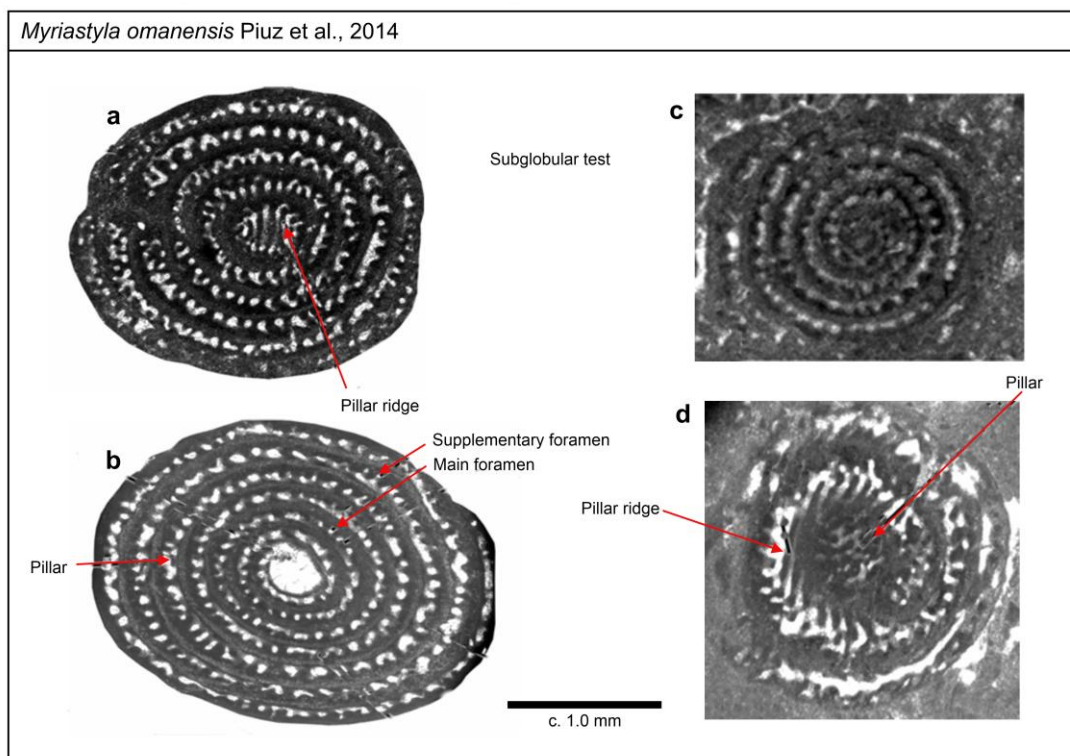 Myriastyla omanensis Piuz et al., 2014
a
c
Subglobular test
Pillar ridge
Pillar
b
Supplementary foramen
Main foramen
d
Pillar ridge
Pillar
c. 1.0 mm